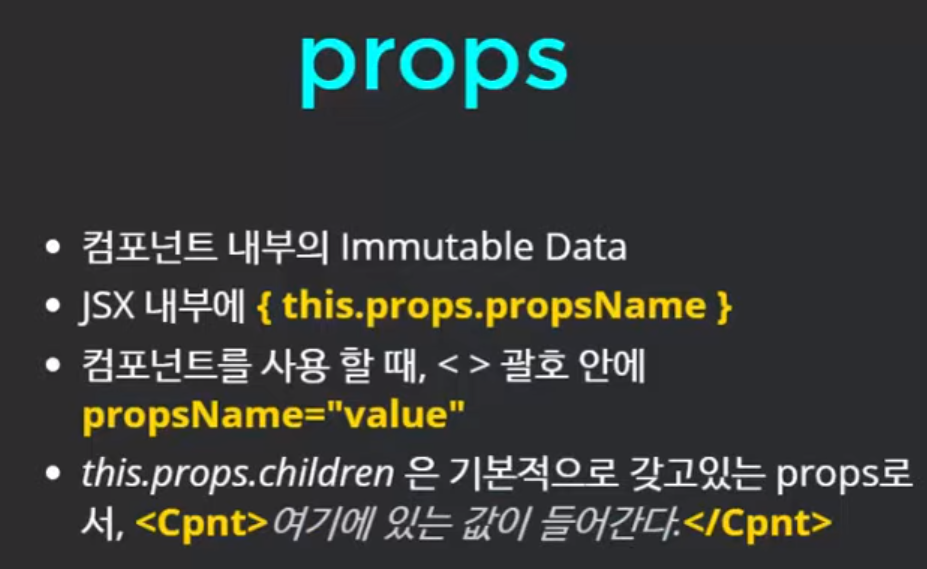 props
• 컴포넌트 내부의 Immutable Data
• JSX 내부에 { this.props.propsName }
• 컴포넌트를 사용 할 때, < > 괄호 안에
propsName="value"
• this.props.children 은 기본적으로 갖고있는 props로
서, <Cpnt>여기에 있는 값이 들어간다.</Cpnt>